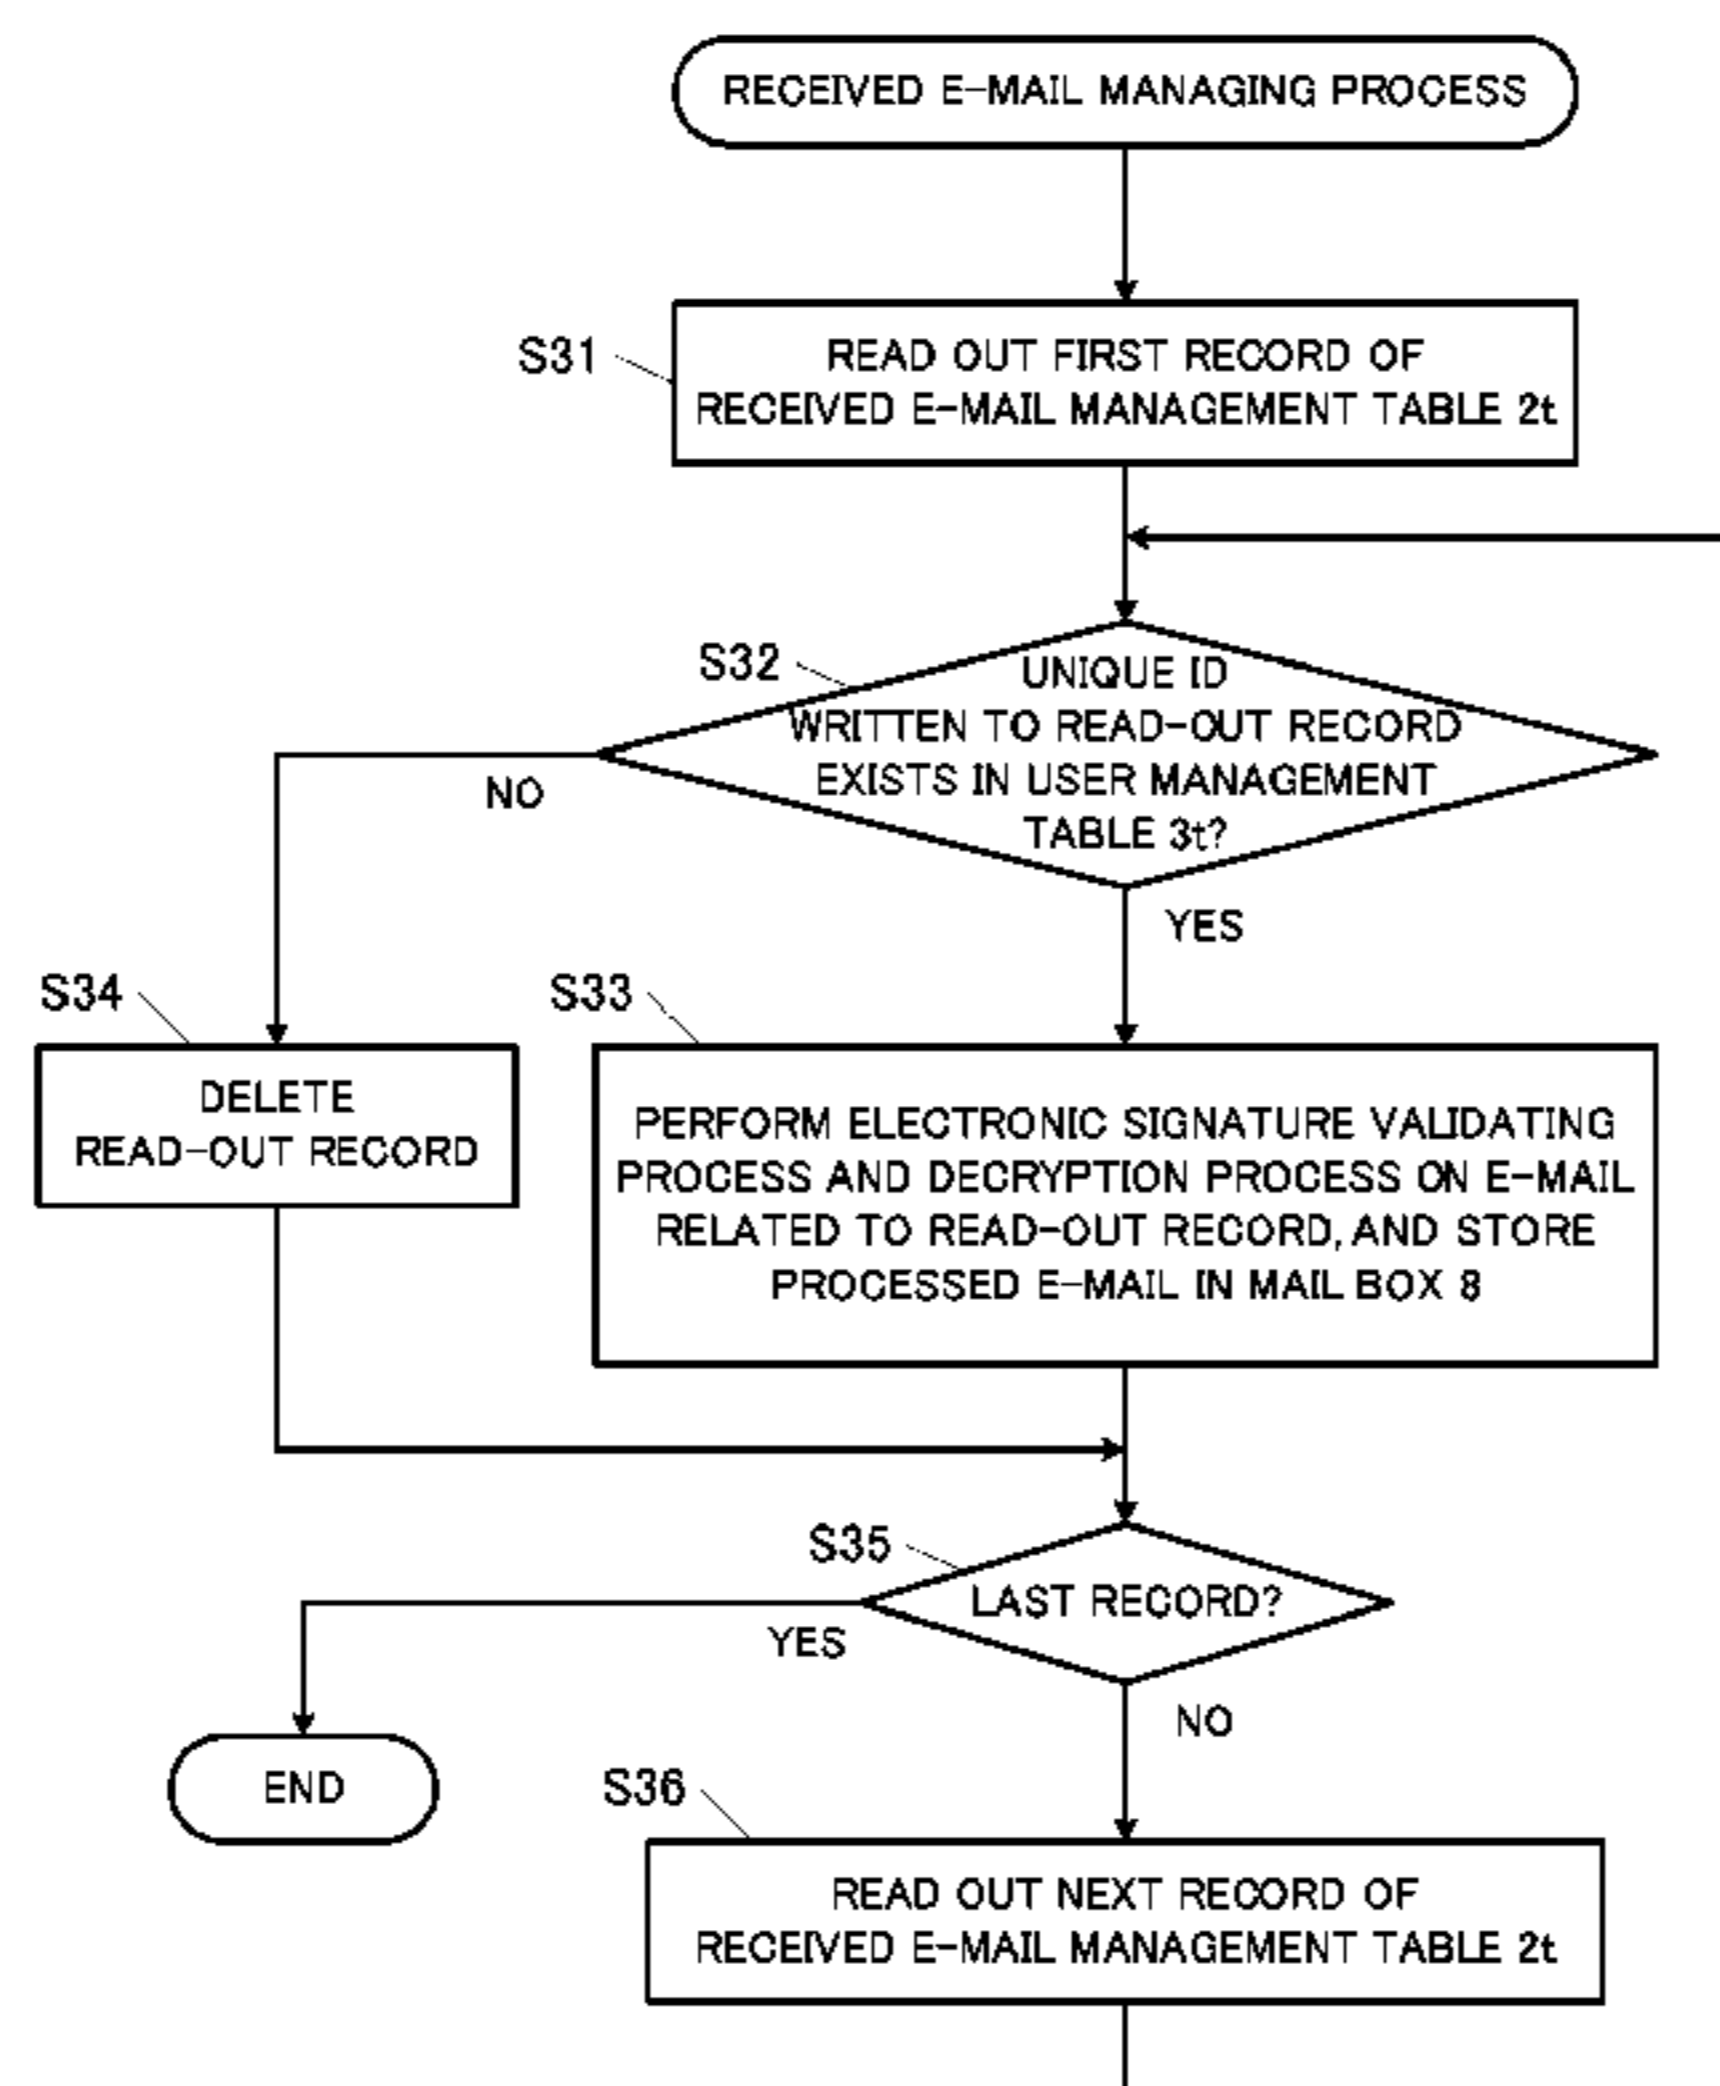 RECEIVED E-MAIL MANAGING PROCESS
S31
READ OUT FIRST RECORD OF
RECEIVED E-MAIL MANAGEMENT TABLE 2t
S32
UNIQUE ID
WRITTEN TO READ-OUT RECORD
EXISTS IN USER MANAGEMENT
TABLE 3t?
NO
YES
S34
DELETE
READ-OUT RECORD
S33
PERFORM ELECTRONIC SIGNATURE VALIDATING
PROCESS AND DECRYPTION PROCESS ON E-MAIL
RELATED TO READ-OUT RECORD, AND STORE
PROCESSED E-MAIL IN MAIL BOX 8
S35
LAST RECORD?
YES
NO
END
S36
READ OUT NEXT RECORD OF
RECEIVED E-MAIL MANAGEMENT TABLE 2t